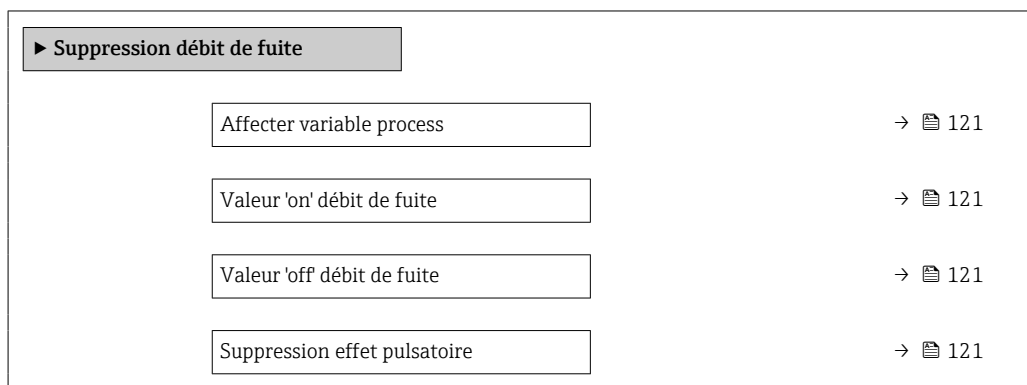 ► Suppression débit de fuite
Affecter variable process → 121
Valeur 'on' débit de fuite → 121
Valeur 'off' débit de fuite → 121
Suppression effet pulsatoire → 121